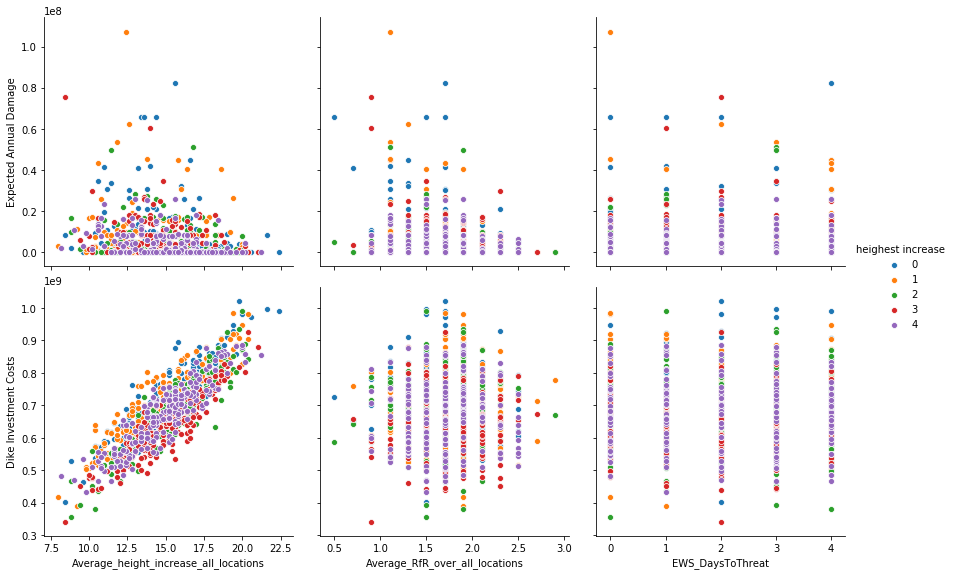 1e8
1.0
0.8
0.6
0.4
0.2
0.0
Expected Annual Damage
heighest increase
0
1
2
3
4
1e9
1.0
0.9
0.8
0.7
0.6
0.5
0.4
0.3
Dike Investment Costs
7.5 10.0 12.5 15.0 17.5 20.0 22.5
Average_height_increase_all_locations
0.5 1.0 1.5 2.0 2.5 3.0
Average_RfR_over_all_locations
0 1 2 3 4
EWS_DaysToThreat